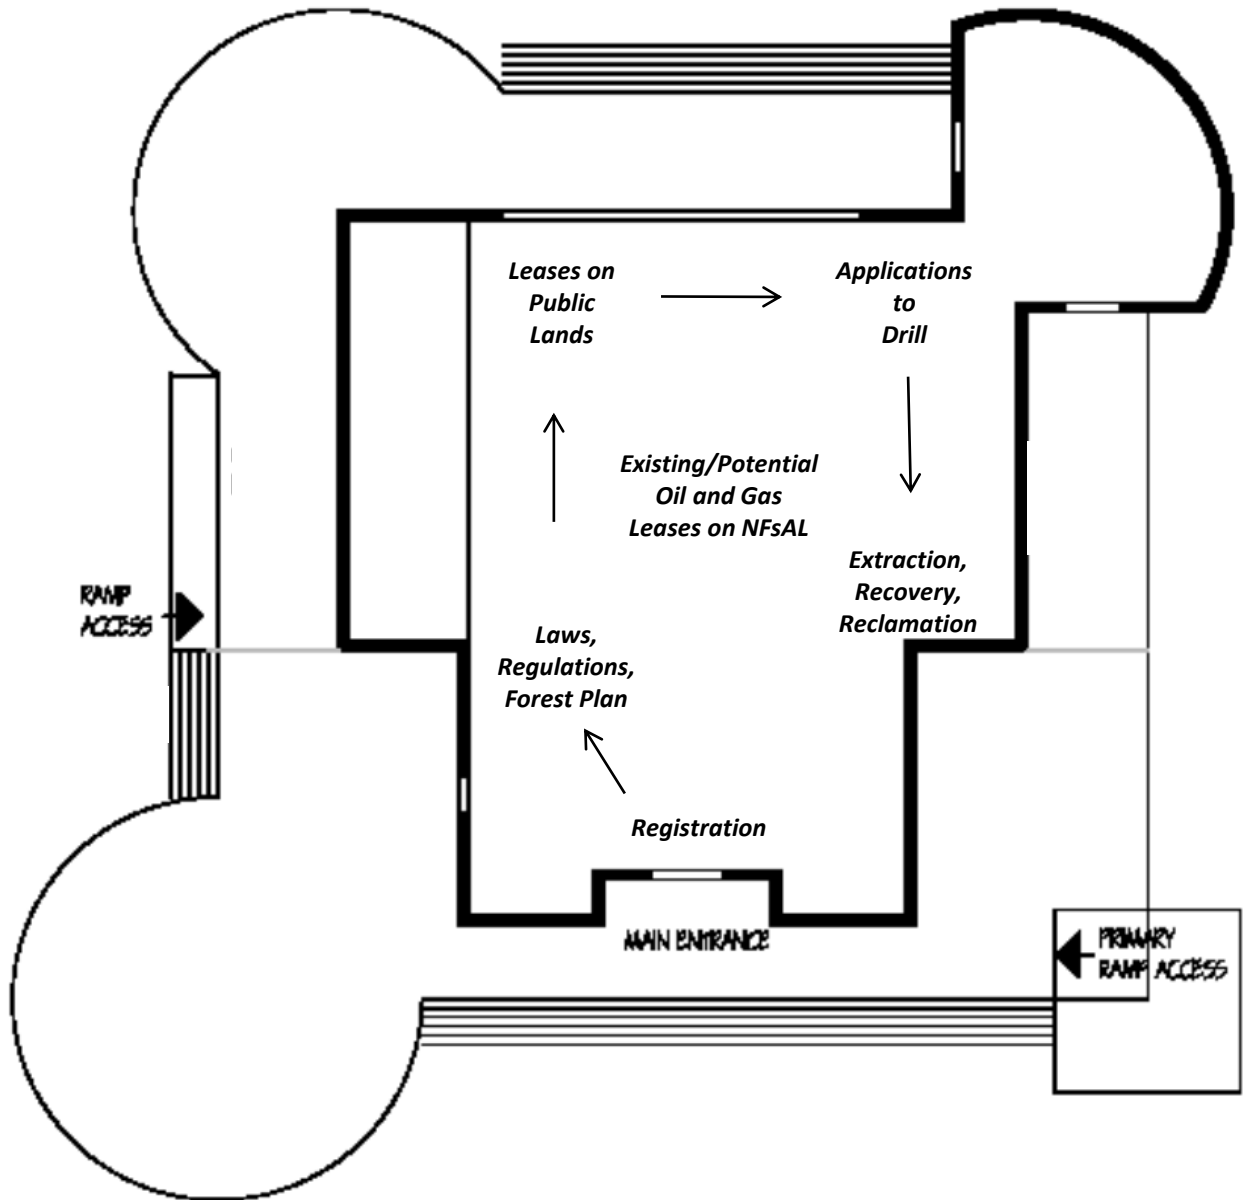 Leases on
Public
Lands
Applications
to
Drill
Existing/Potential
Oil and Gas
Leases on NFsAL
Extraction,
Recovery,
Reclamation
RAMP
ACCESS
Laws,
Regulations,
Forest Plan
Registration
MAIN ENTRANCE
PRIMARY
RAMP ACCESS